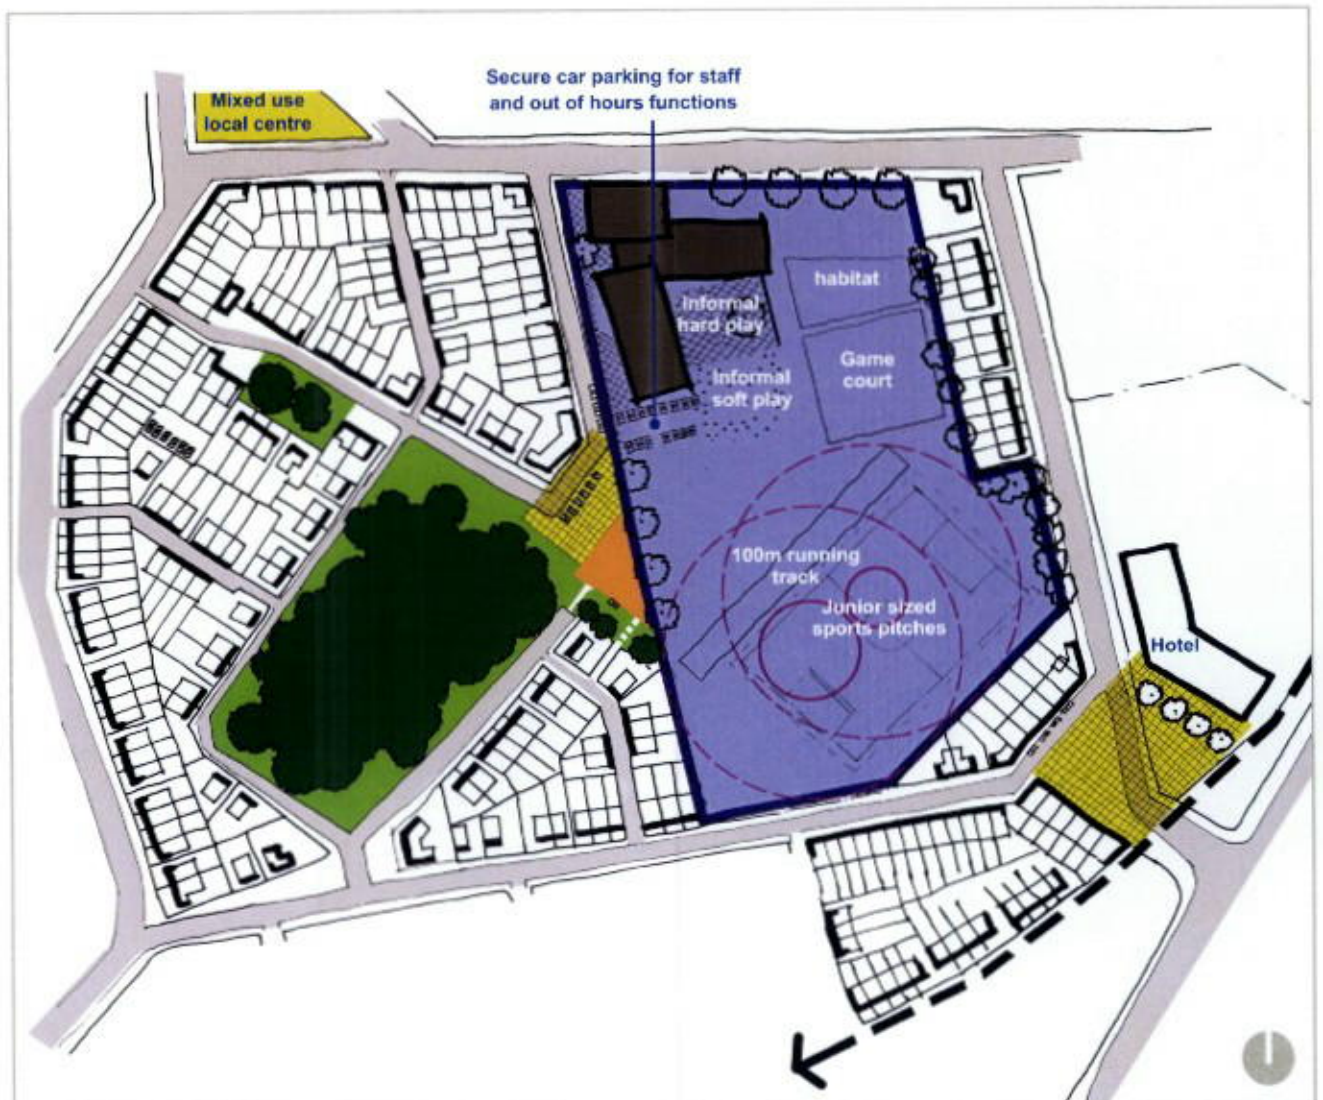 Secure car parking for staff
and out of hours functions
Mixed use
local centre
habitat
Informal
hard play
Game
court
Informal
soft play
100m running
track
Junior sized
sports pitches
Hotel